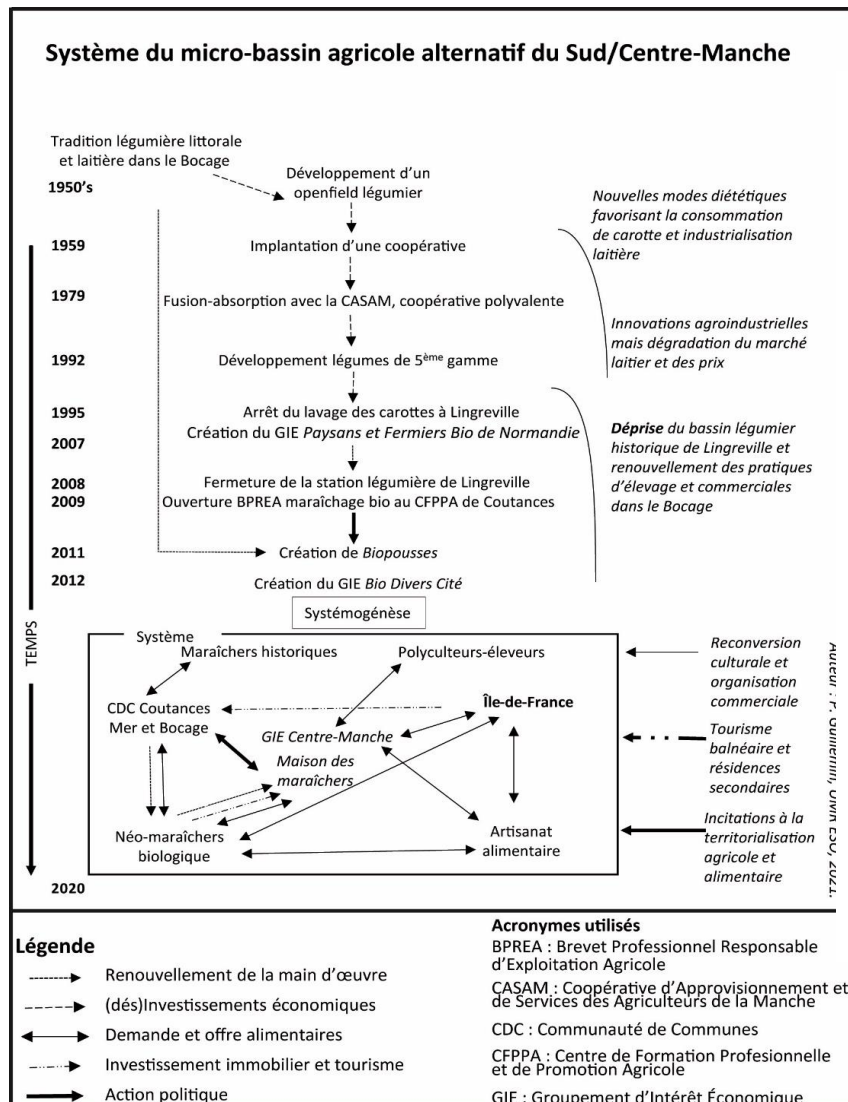 Système du micro-bassin agricole alternatif du Sud/Centre-Manche
Tradition légumière littorale
et laitière dans le Bocage
1950's
Développement d'un
openfield légumier
Nouvelles modes diététiques
favorisant la consommation
de carotte et industrialisation
laitière
1959
Implantation d'une coopérative
1979
Fusion-absorption avec la CASAM, coopérative polyvalente
Innovations agroindustrielles
mais dégradation du marché
laitier et des prix
1992
Développement légumes de 5ème gamme
1995
Arrêt du lavage des carottes à Lingreville
Création du GIE Paysans et Fermiers Bio de Normandie
2007
Déprise du bassin légumier
historique de Lingreville et
renouvellement des pratiques
d'élevage et commerciales
dans le Bocage
2008
Fermeture de la station légumière de Lingreville
2009
Ouverture BPREA maraîchage bio au CFPPA de Coutances
2011
Création de Biopousses
2012
Création du GIE Bio Divers Cité
Systémogénèse
TEMPS
Système
Maraîchers historiques
Polyculteurs-éleveurs
CDC Coutances
Mer et Bocage
Île-de-France
GIE Centre-Manche
Maison des
maraîchers
Néo-maraîchers
biologique
Artisanat
alimentaire
Reconversion
culturale et
organisation
commerciale
Tourisme
balnéaire et
résidences
secondaires
Incitations à la
territorialisation
agricole et
alimentaire
2020
Auteur : P. Guillemin, UMR ESO, 2021.
Légende
Renouvellement de la main d'œuvre
(dés)Investissements économiques
Demande et offre alimentaires
Investissement immobilier et tourisme
Action politique
Acronymes utilisés
BPREA : Brevet Professionnel Responsable
d'Exploitation Agricole
CASAM : Coopérative d'Approvisionnement et
de Services des Agriculteurs de la Manche
CDC : Communauté de Communes
CFPPA : Centre de Formation Profesionnelle
et de Promotion Agricole
GIE : Groupement d'Intérêt Économique